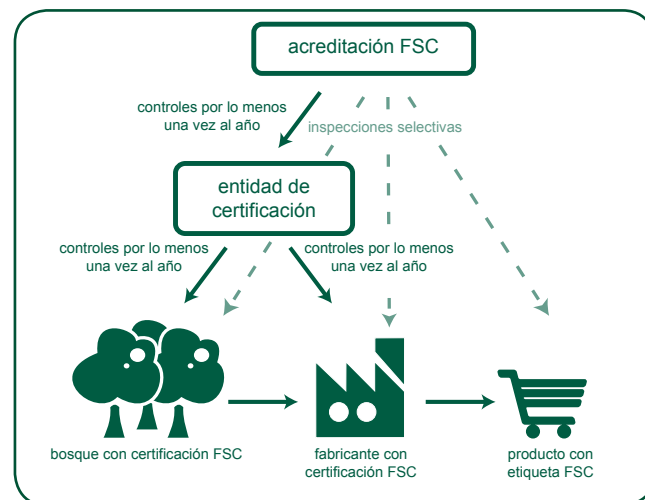 acreditación FSC
controles por lo menos
una vez al año
inspecciones selectivas
entidad de
certificación
controles por lo menos
una vez al año
controles por lo menos
una vez al año
bosque con certificación FSC
fabricante con
certificación FSC
producto con
etiqueta FSC